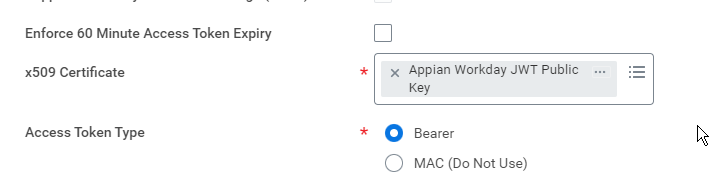 Enforce 60 Minute Access Token Expiry
x509 Certificate
* × Appian Workday JWT Public ...
Key
Access Token Type
* Bearer
MAC (Do Not Use)